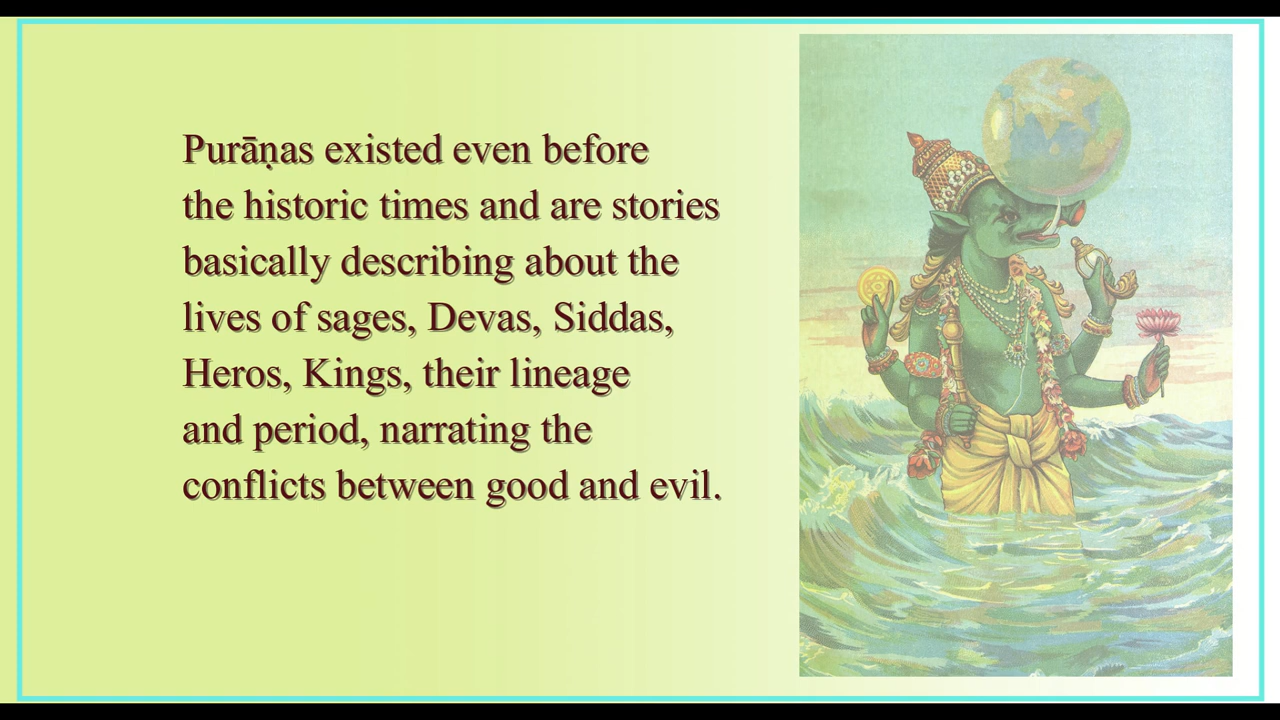 Purāṇas existed even before
the historic times and are stories
basically describing about the
lives of sages, Devas, Siddas,
Heros, Kings, their lineage
and period, narrating the
conflicts between good and evil.